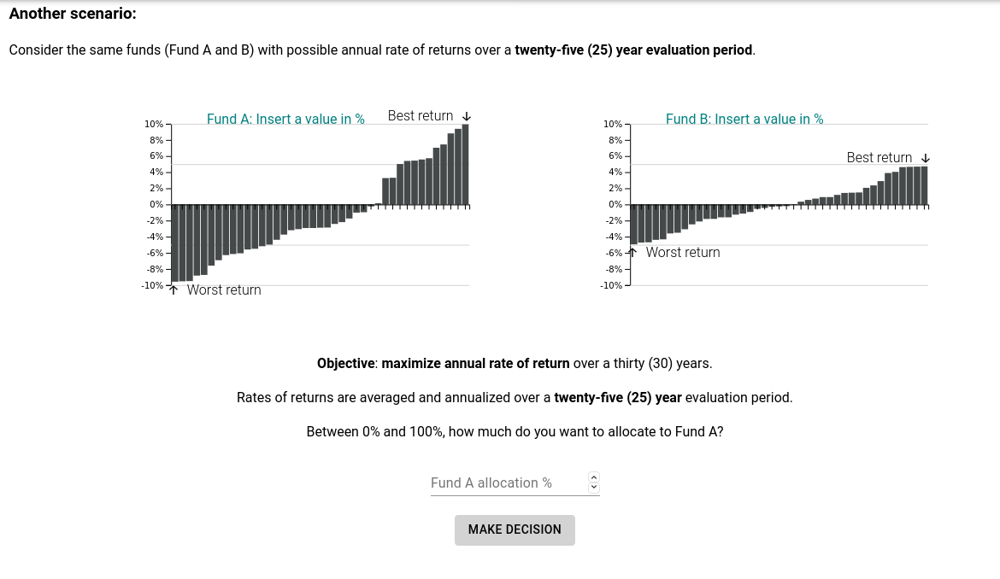 Another scenario:
Consider the same funds (Fund A and B) with possible annual rate of returns over a twenty-five (25) year evaluation period.
Fund A: Insert a value in %
Best return ↓
10%
8%
6%
4%
2%
0%
-2%
-4%
-6%
-8%
-10%
↑ Worst return
Fund B: Insert a value in %
Best return ↓
10%
8%
6%
4%
2%
0%
-2%
-4%
-6%
-8%
-10%
↑ Worst return
Objective: maximize annual rate of return over a thirty (30) years.
Rates of returns are averaged and annualized over a twenty-five (25) year evaluation period.
Between 0% and 100%, how much do you want to allocate to Fund A?
Fund A allocation %
MAKE DECISION